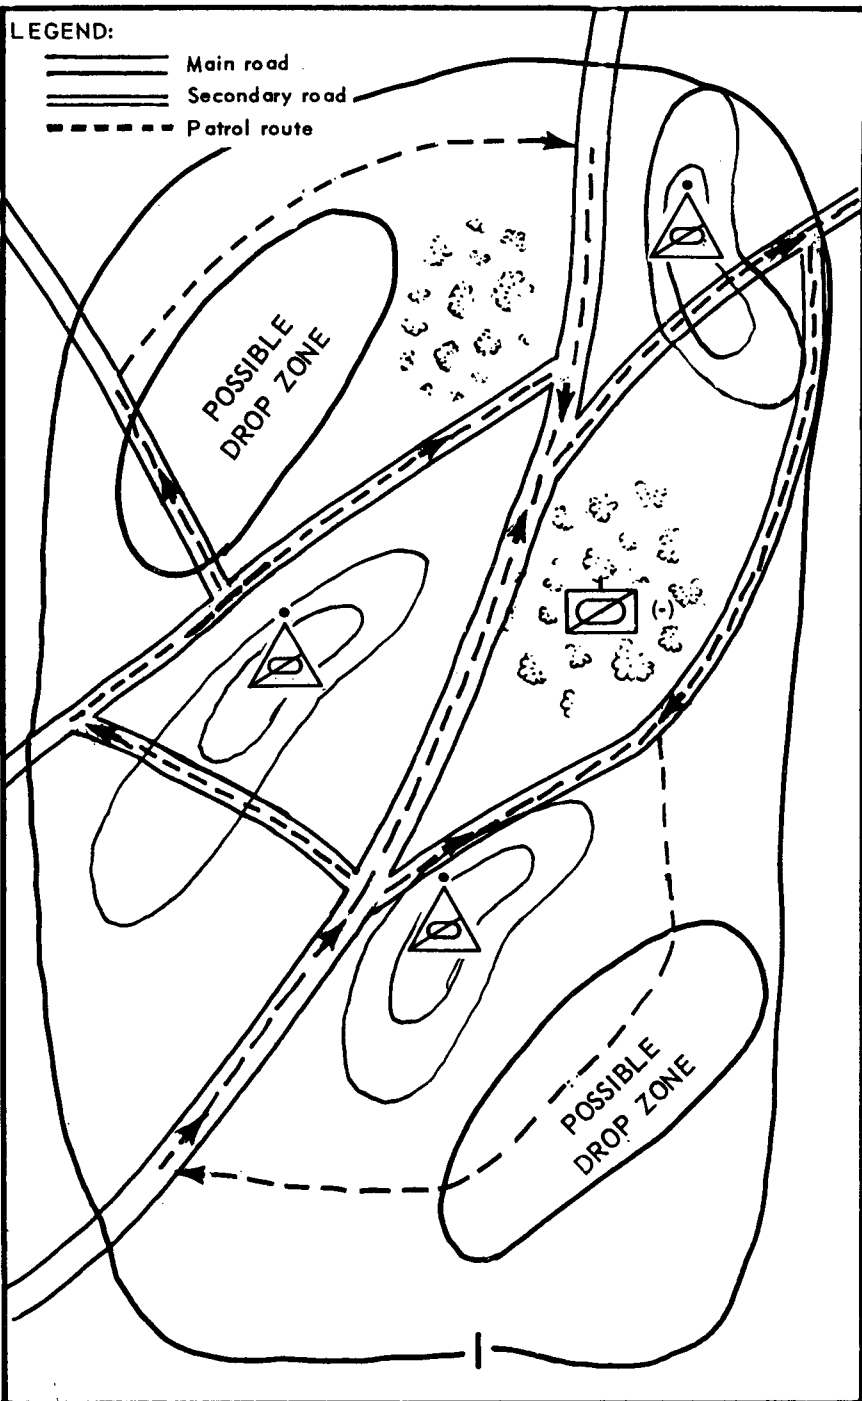 LEGEND:
Main road
Secondary road
Patrol route
POSSIBLE
DROP ZONE
(-)
POSSIBLE
DROP ZONE